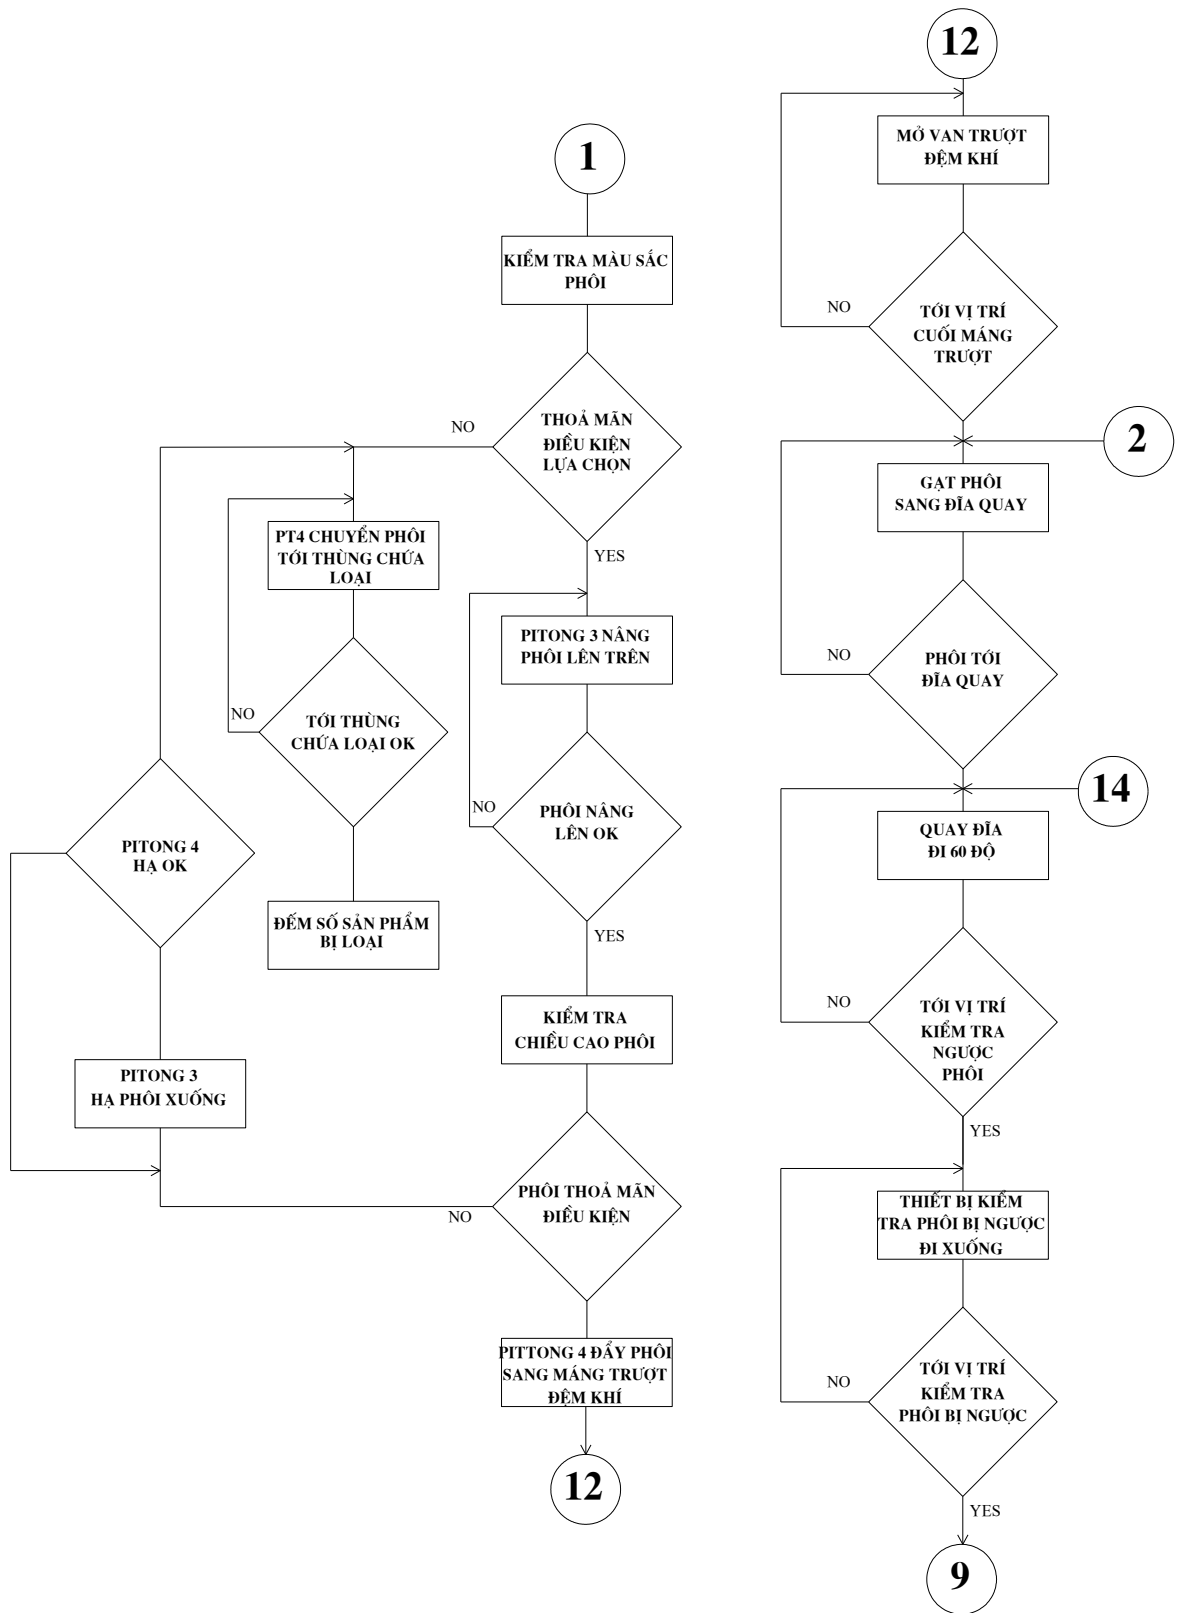 1
KIỂM TRA MÀU SẮC
PHÔI
THOẢ MÃN
ĐIỀU KIỆN
LỰA CHỌN
NO
YES
PT4 CHUYỂN PHÔI
TỚI THÙNG CHỨA
LOẠI
TỚI THÙNG
CHỨA LOẠI OK
NO
ĐẾM SỐ SẢN PHẨM
BỊ LOẠI
PITONG 3 NÂNG
PHÔI LÊN TRÊN
PHÔI NÂNG
LÊN OK
NO
YES
PITONG 4
HẠ OK
PITONG 3
HẠ PHÔI XUỐNG
KIỂM TRA
CHIỀU CAO PHÔI
PHÔI THOẢ MÃN
ĐIỀU KIỆN
NO
PITTONG 4 ĐẨY PHÔI
SANG MÁNG TRƯỢT
ĐỆM KHÍ
12
12
MỞ VAN TRƯỢT
ĐỆM KHÍ
NO
TỚI VỊ TRÍ
CUỐI MÁNG
TRƯỢT
2
GẠT PHÔI
SANG ĐĨA QUAY
NO
PHÔI TỚI
ĐĨA QUAY
14
QUAY ĐĨA
ĐI 60 ĐỘ
NO
TỚI VỊ TRÍ
KIỂM TRA
NGƯỢC
PHÔI
YES
THIẾT BỊ KIỂM
TRA PHÔI BỊ NGƯỢC
ĐI XUỐNG
NO
TỚI VỊ TRÍ
KIỂM TRA
PHÔI BỊ NGƯỢC
YES
9